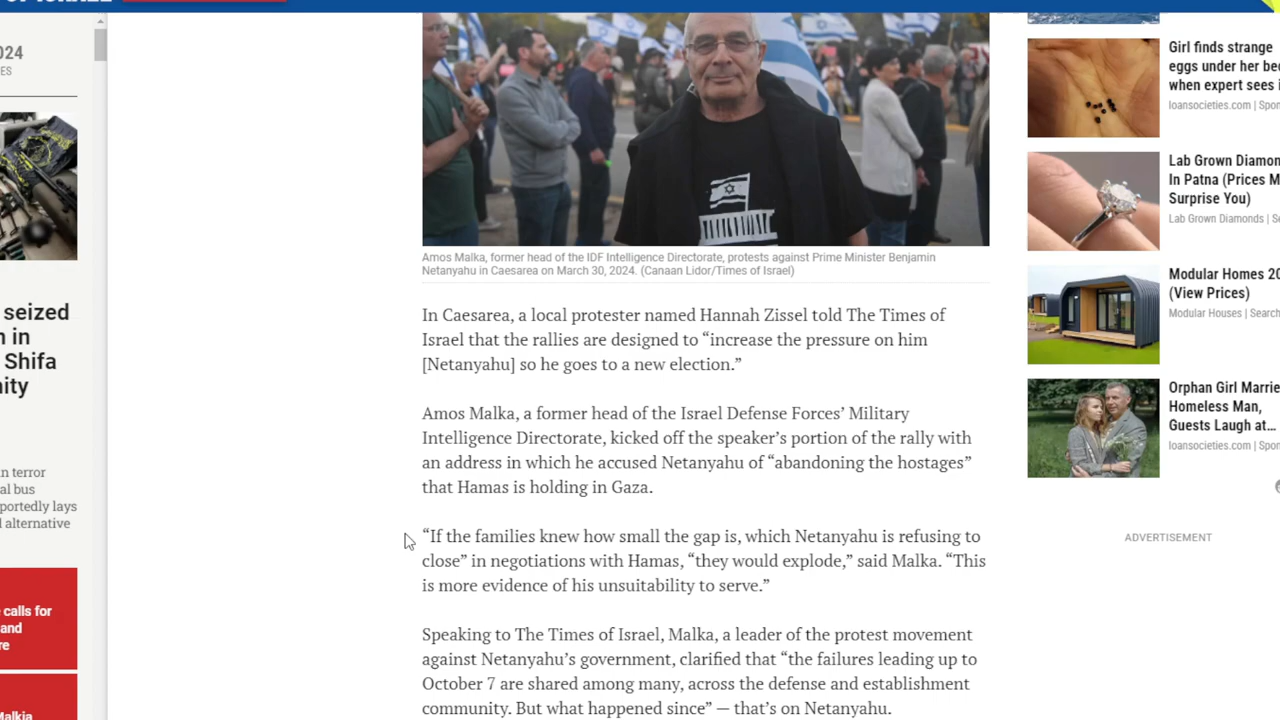 OF ISRAEL
024
ES
seized
n in
Shifa
nity
n terror
al bus
portedly lays
l alternative
calls for
and
re
Malkia
Amos Malka, former head of the IDF Intelligence Directorate, protests against Prime Minister Benjamin
Netanyahu in Caesarea on March 30, 2024. (Canaan Lidor/Times of Israel)
In Caesarea, a local protester named Hannah Zissel told The Times of
Israel that the rallies are designed to “increase the pressure on him
[Netanyahu] so he goes to a new election.”
Amos Malka, a former head of the Israel Defense Forces’ Military
Intelligence Directorate, kicked off the speaker’s portion of the rally with
an address in which he accused Netanyahu of “abandoning the hostages”
that Hamas is holding in Gaza.
“If the families knew how small the gap is, which Netanyahu is refusing to
close” in negotiations with Hamas, “they would explode,” said Malka. “This
is more evidence of his unsuitability to serve.”
Speaking to The Times of Israel, Malka, a leader of the protest movement
against Netanyahu’s government, clarified that “the failures leading up to
October 7 are shared among many, across the defense and establishment
community. But what happened since” — that’s on Netanyahu.
Girl finds strange
eggs under her be
when expert sees i
loansocieties.com | Spo
Lab Grown Diamon
In Patna (Prices M
Surprise You)
Lab Grown Diamonds | Se
Modular Homes 20
(View Prices)
Modular Houses | Search
Orphan Girl Marrie
Homeless Man,
Guests Laugh at...
loansocieties.com | Spon
ADVERTISEMENT